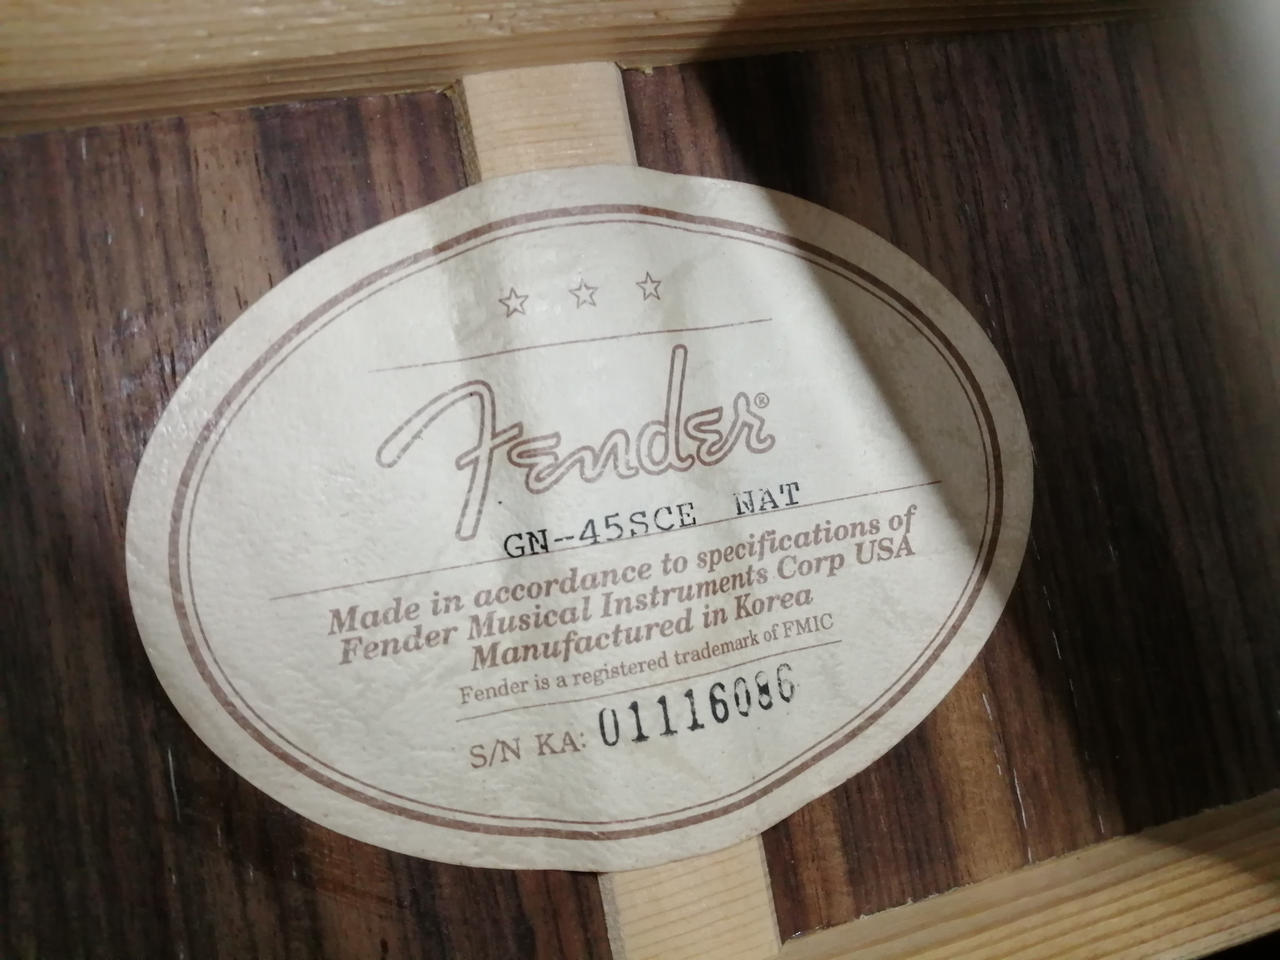 Fender®
GN-45SCE NAT
Made in accordance to specifications of
Fender Musical Instruments Corp USA
Manufactured in Korea
Fender is a registered trademark of FMIC
S/N KA: 01116086